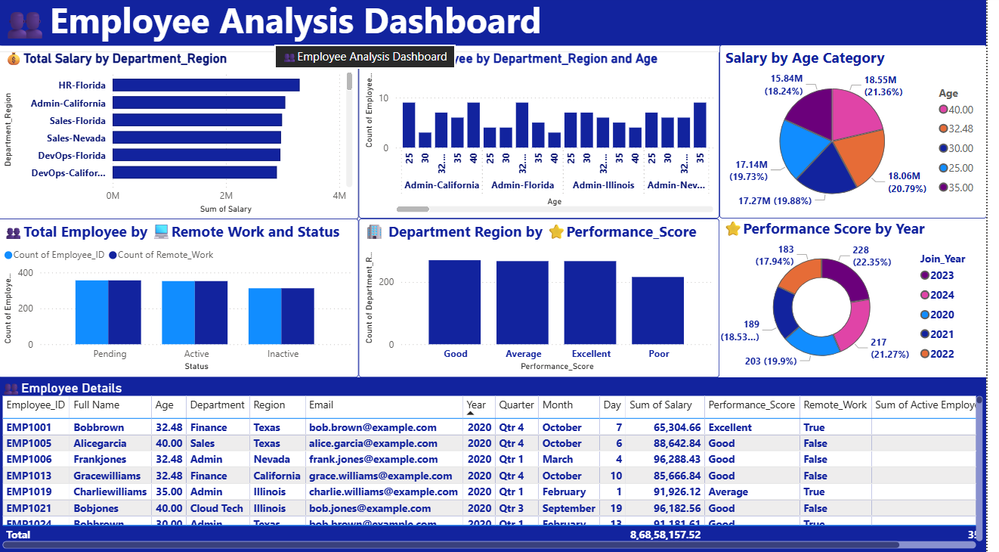 Employee Analysis Dashboard
Total Salary by Department_Region
Department_Region
HR-Florida
Admin-California
Sales-Florida
Sales-Nevada
DevOps-Florida
DevOps-Califor...
0M 2M 4M
Sum of Salary
Employee Analysis Dashboard
ee by Department_Region and Age
Count of Employee...
10
0
25 30 32.... 35 40 25 30 32.... 35 40 25 30 32.... 35 40 25 30 32.... 35
Admin-California Admin-Florida Admin-Illinois Admin-Nev...
Age
Salary by Age Category
15.84M (18.24%)
18.55M (21.36%)
17.14M (19.73%)
18.06M (20.79%)
17.27M (19.88%)
Age
40.00
32.48
30.00
25.00
35.00
Total Employee by Remote Work and Status
Count of Employee_ID Count of Remote_Work
Count of Employe...
400
200
0
Pending Active Inactive
Status
Department Region by Performance_Score
Count of Department_R...
200
0
Good Average Excellent Poor
Performance_Score
Performance Score by Year
183 (17.94%)
228 (22.35%)
189 (18.53...)
217 (21.27%)
203 (19.9%)
Join_Year
2023
2024
2020
2021
2022
Employee Details
Employee_ID Full Name Age Department Region Email Year Quarter Month Day Sum of Salary Performance_Score Remote_Work Sum of Active Employ
EMP1001 Bobbrown 32.48 Finance Texas bob.brown@example.com 2020 Qtr 4 October 7 65,304.66 Excellent True
EMP1005 Alicegarcia 40.00 Sales Texas alice.garcia@example.com 2020 Qtr 4 October 6 88,642.84 Good False
EMP1006 Frankjones 32.48 Admin Nevada frank.jones@example.com 2020 Qtr 1 March 4 96,288.43 Good False
EMP1013 Gracewilliams 32.48 Finance California grace.williams@example.com 2020 Qtr 4 October 10 85,666.84 Good False
EMP1019 Charliewilliams 35.00 Admin Illinois charlie.williams@example.com 2020 Qtr 1 February 1 91,926.12 Average True
EMP1021 Bobjones 40.00 Cloud Tech Illinois bob.jones@example.com 2020 Qtr 3 September 19 96,182.56 Good False
EMP1024 Bobbrown 30.00 Admin Texas bob.brown@example.com 2020 Qtr 1 February 13 91,181.61 Good True
Total 8,68,58,157.52